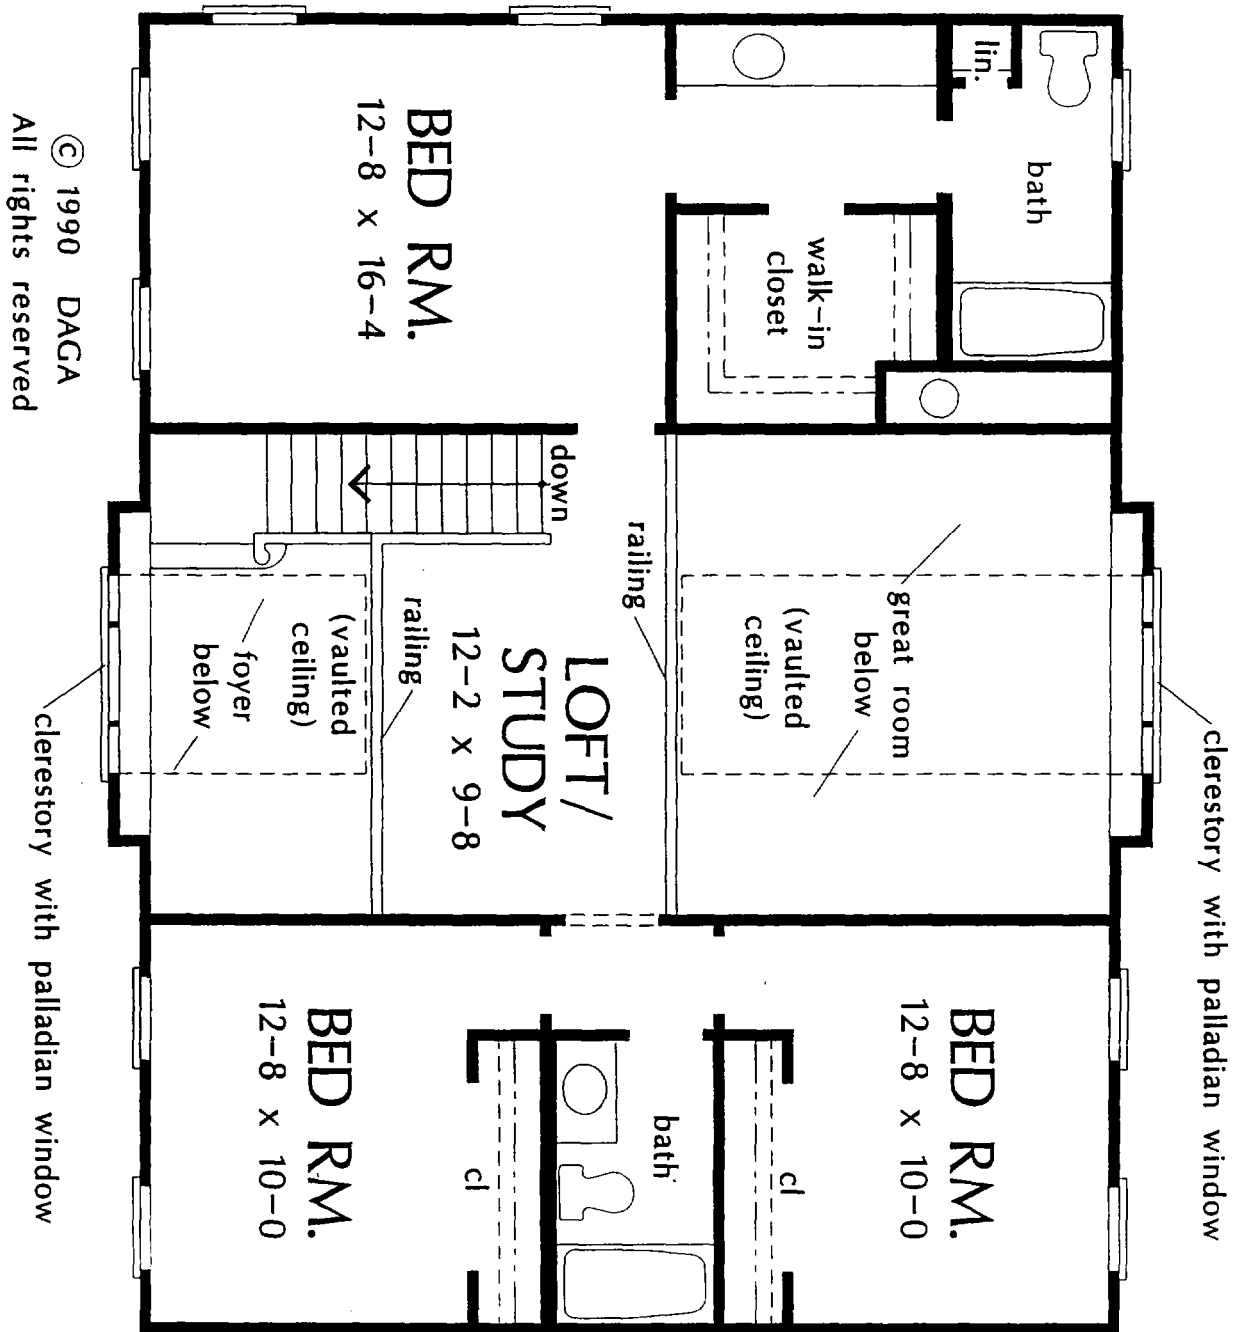 clerestory with palladian window
lin.
bath
walk-in
closet
great room
below
(vaulted
ceiling)
BED RM.
12-8 x 10-0
cl
railing
bath
BED RM.
12-8 x 16-4
down
LOFT /
STUDY
12-2 x 9-8
railing
(vaulted
ceiling)
foyer
below
cl
BED RM.
12-8 x 10-0
clerestory with palladian window
© 1990 DAGA
All rights reserved